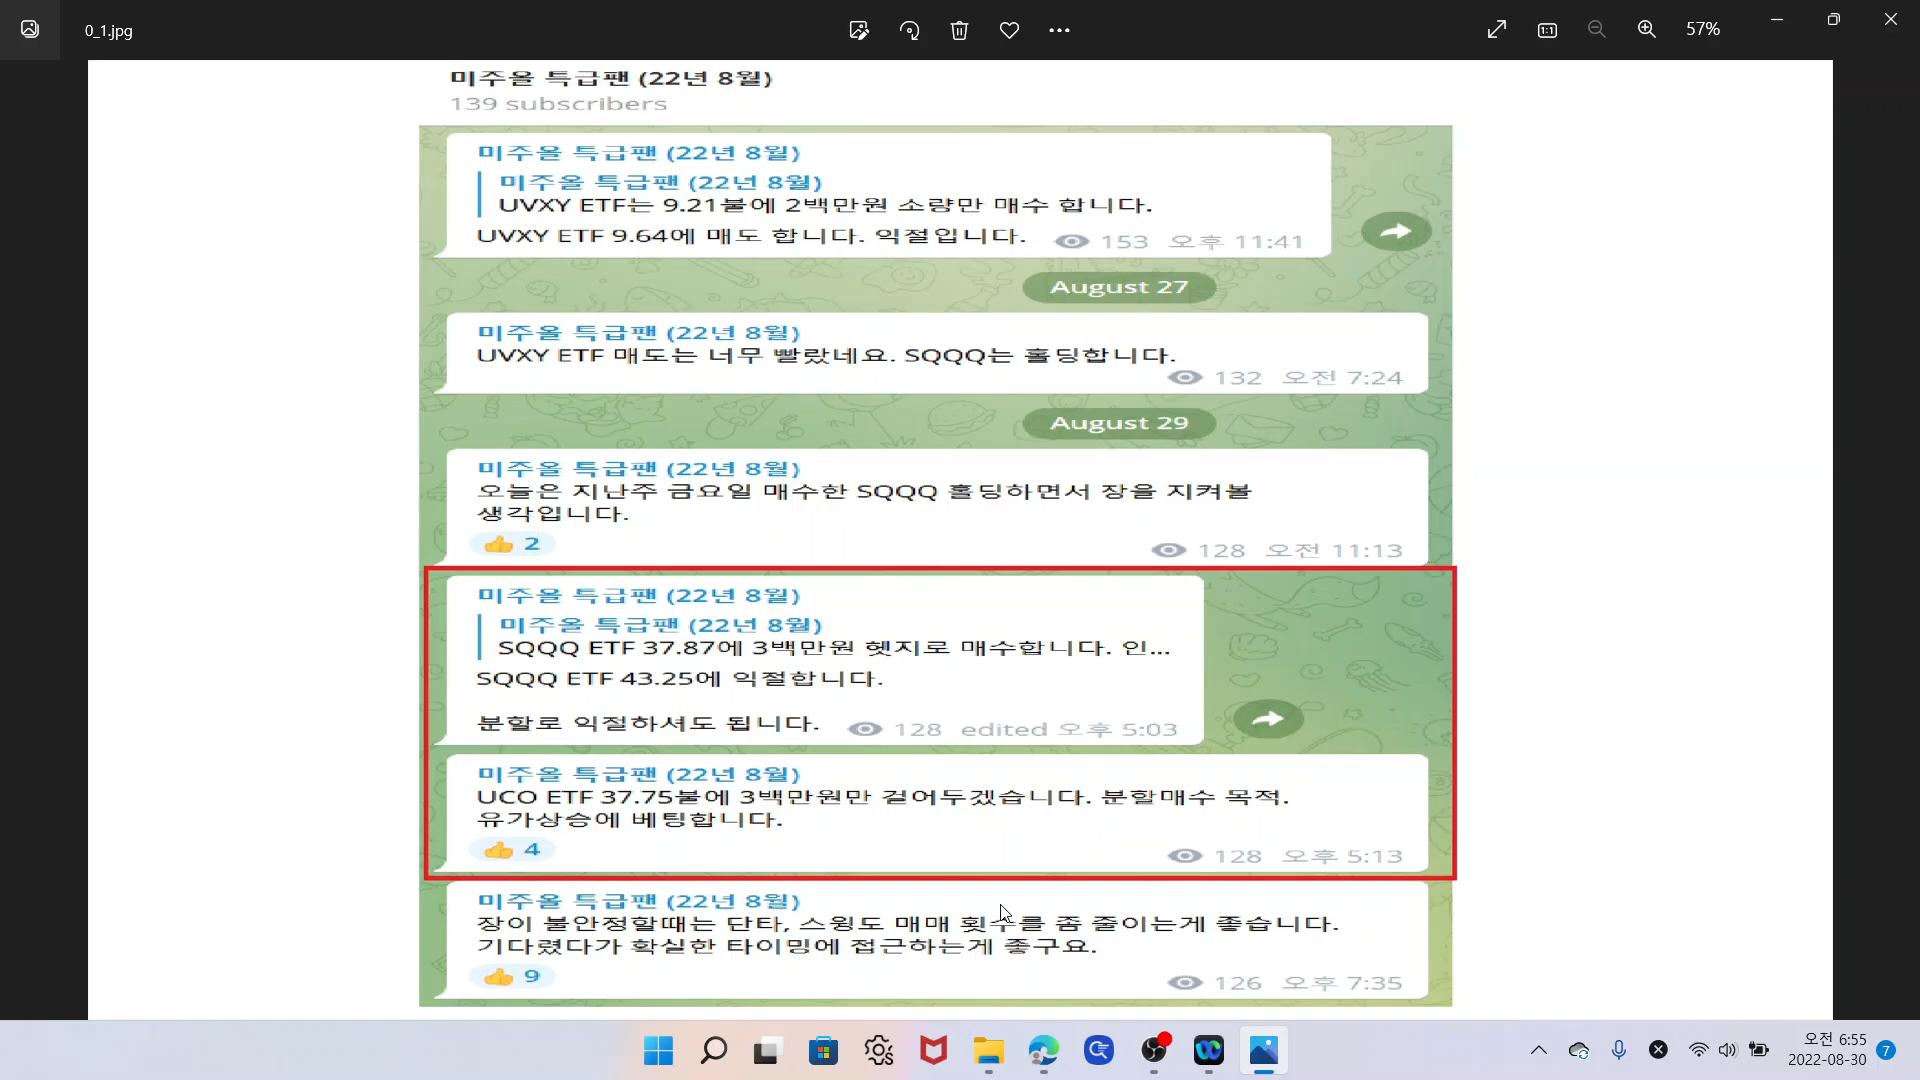 0_1.jpg
57%
미주올 특급팬 (22년 8월)
139 subscribers
미주올 특급팬 (22년 8월)
미주올 특급팬 (22년 8월)
UVXY ETF는 9.21불에 2백만원 소량만 매수 합니다.
UVXY ETF 9.64에 매도 합니다. 익절입니다.
153 오후 11:41
August 27
미주올 특급팬 (22년 8월)
UVXY ETF 매도는 너무 빨랐네요. SQQQ는 홀딩합니다.
132 오전 7:24
August 29
미주올 특급팬 (22년 8월)
오늘은 지난주 금요일 매수한 SQQQ 홀딩하면서 장을 지켜볼
생각입니다.
2
128 오전 11:13
미주올 특급팬 (22년 8월)
미주올 특급팬 (22년 8월)
SQQQ ETF 37.87에 3백만원 헷지로 매수합니다. 인...
SQQQ ETF 43.25에 익절합니다.
분할로 익절하셔도 됩니다.
128 edited 오후 5:03
미주올 특급팬 (22년 8월)
UCO ETF 37.75불에 3백만원만 걸어두겠습니다. 분할매수 목적.
유가상승에 베팅합니다.
4
128 오후 5:13
미주올 특급팬 (22년 8월)
장이 불안정할때는 단타, 스윙도 매매 횟수를 좀 줄이는게 좋습니다.
기다렸다가 확실한 타이밍에 접근하는게 좋구요.
9
126 오후 7:35
오전 6:55
2022-08-30
7